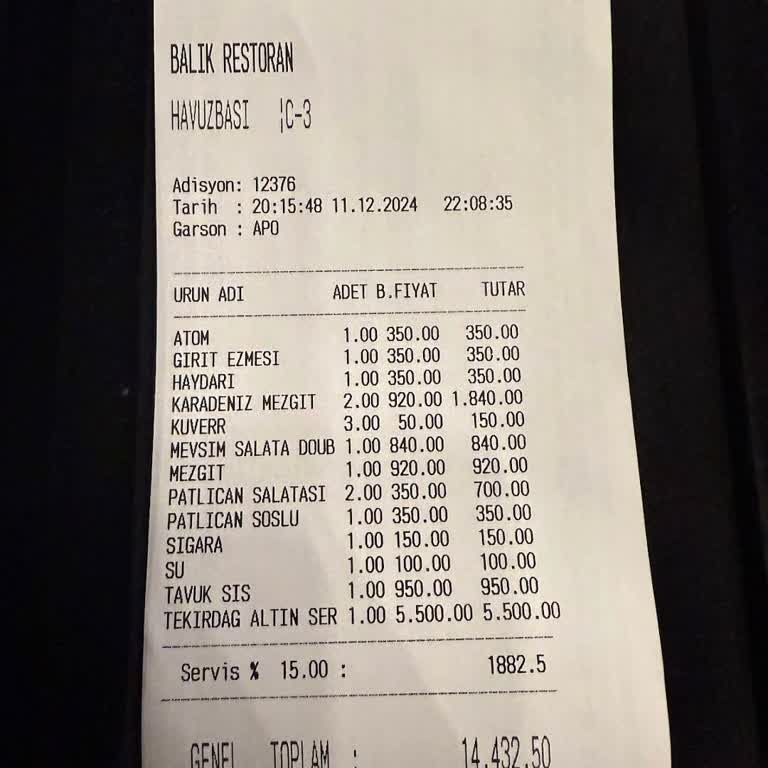 BALIK RESTORAN
HAVUZBASI ¦C-3
Adisyon: 12376
Tarih : 20:15:48 11.12.2024 22:08:35
Garson : APO
URUN ADI ADET B.FIYAT TUTAR
ATOM 1.00 350.00 350.00
GIRIT EZMESI 1.00 350.00 350.00
HAYDARI 1.00 350.00 350.00
KARADENIZ MEZGIT 2.00 920.00 1.840.00
KUVERR 3.00 50.00 150.00
MEVSIM SALATA DOUB 1.00 840.00 840.00
MEZGIT 1.00 920.00 920.00
PATLICAN SALATASI 2.00 350.00 700.00
PATLICAN SOSLU 1.00 350.00 350.00
SIGARA 1.00 150.00 150.00
SU 1.00 100.00 100.00
TAVUK SIS 1.00 950.00 950.00
TEKIRDAG ALTIN SER 1.00 5.500.00 5.500.00
Servis % 15.00 : 1882.5
GENEL TOPLAM : 14.432.50